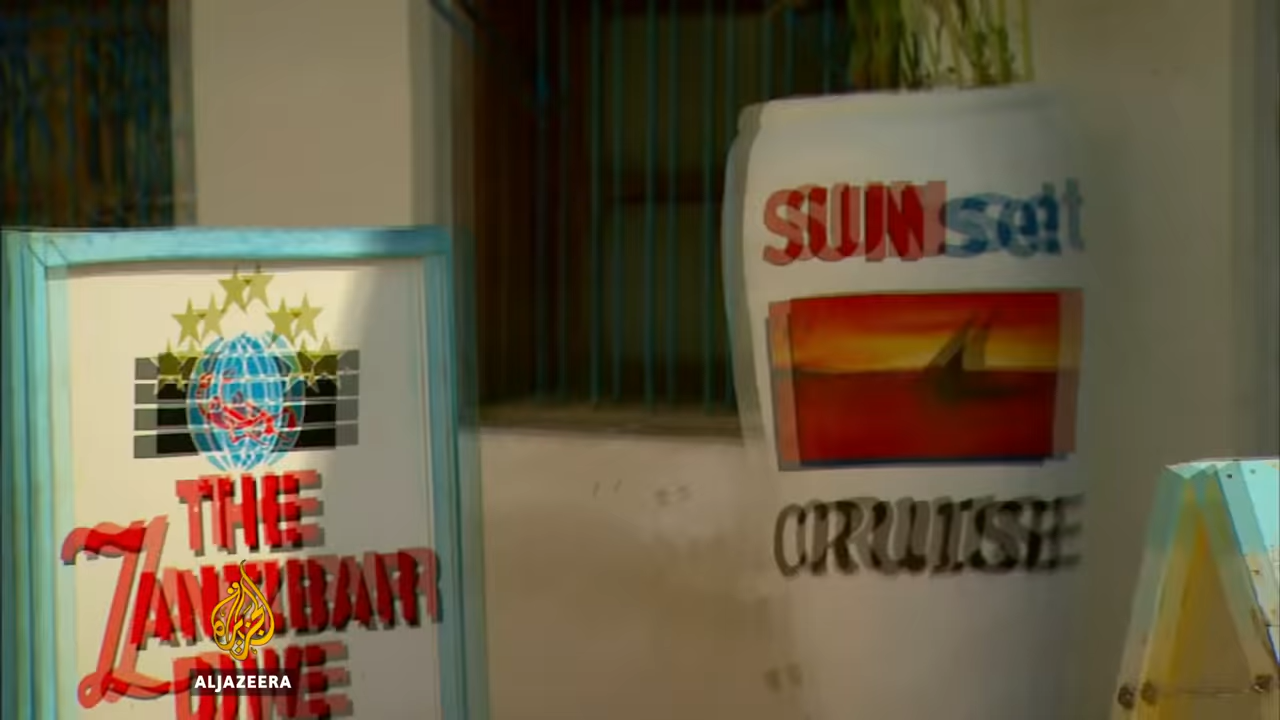 THE
ZANZIBAR
DIVE
ALJAZEERA
SUNset
CRUISE